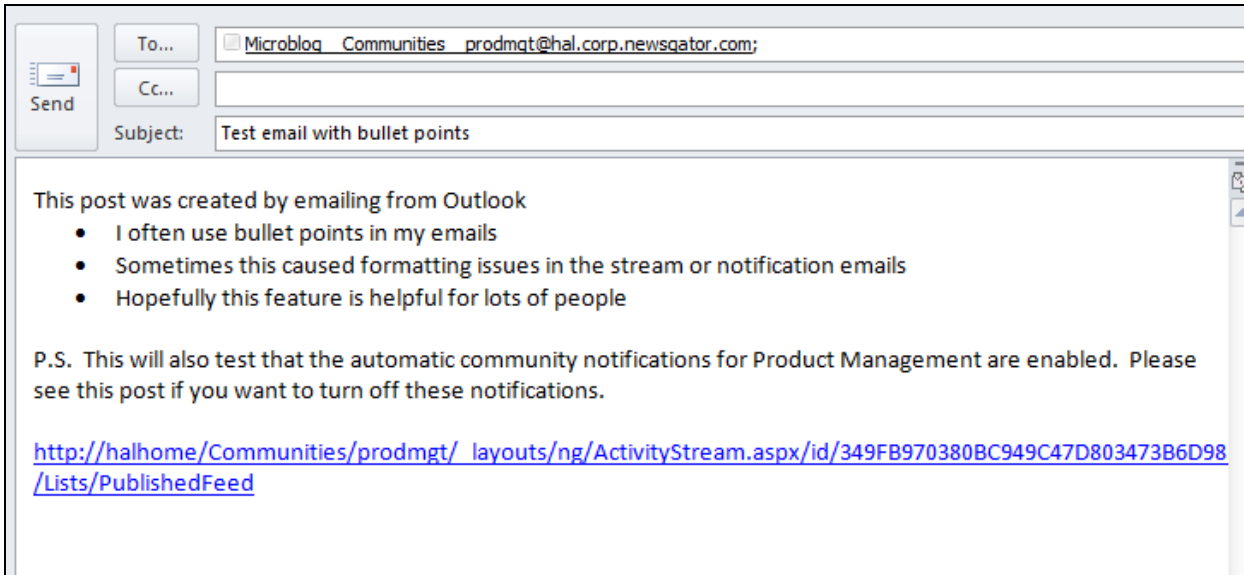 To...
Microblog__Communities__prodmgt@hal.corp.newsgator.com;
Send
Cc...
Subject:
Test email with bullet points
This post was created by emailing from Outlook
• I often use bullet points in my emails
• Sometimes this caused formatting issues in the stream or notification emails
• Hopefully this feature is helpful for lots of people
P.S.  This will also test that the automatic community notifications for Product Management are enabled.  Please
see this post if you want to turn off these notifications.
http://halhome/Communities/prodmgt/_layouts/ng/ActivityStream.aspx/id/349FB970380BC949C47D803473B6D98
/Lists/PublishedFeed